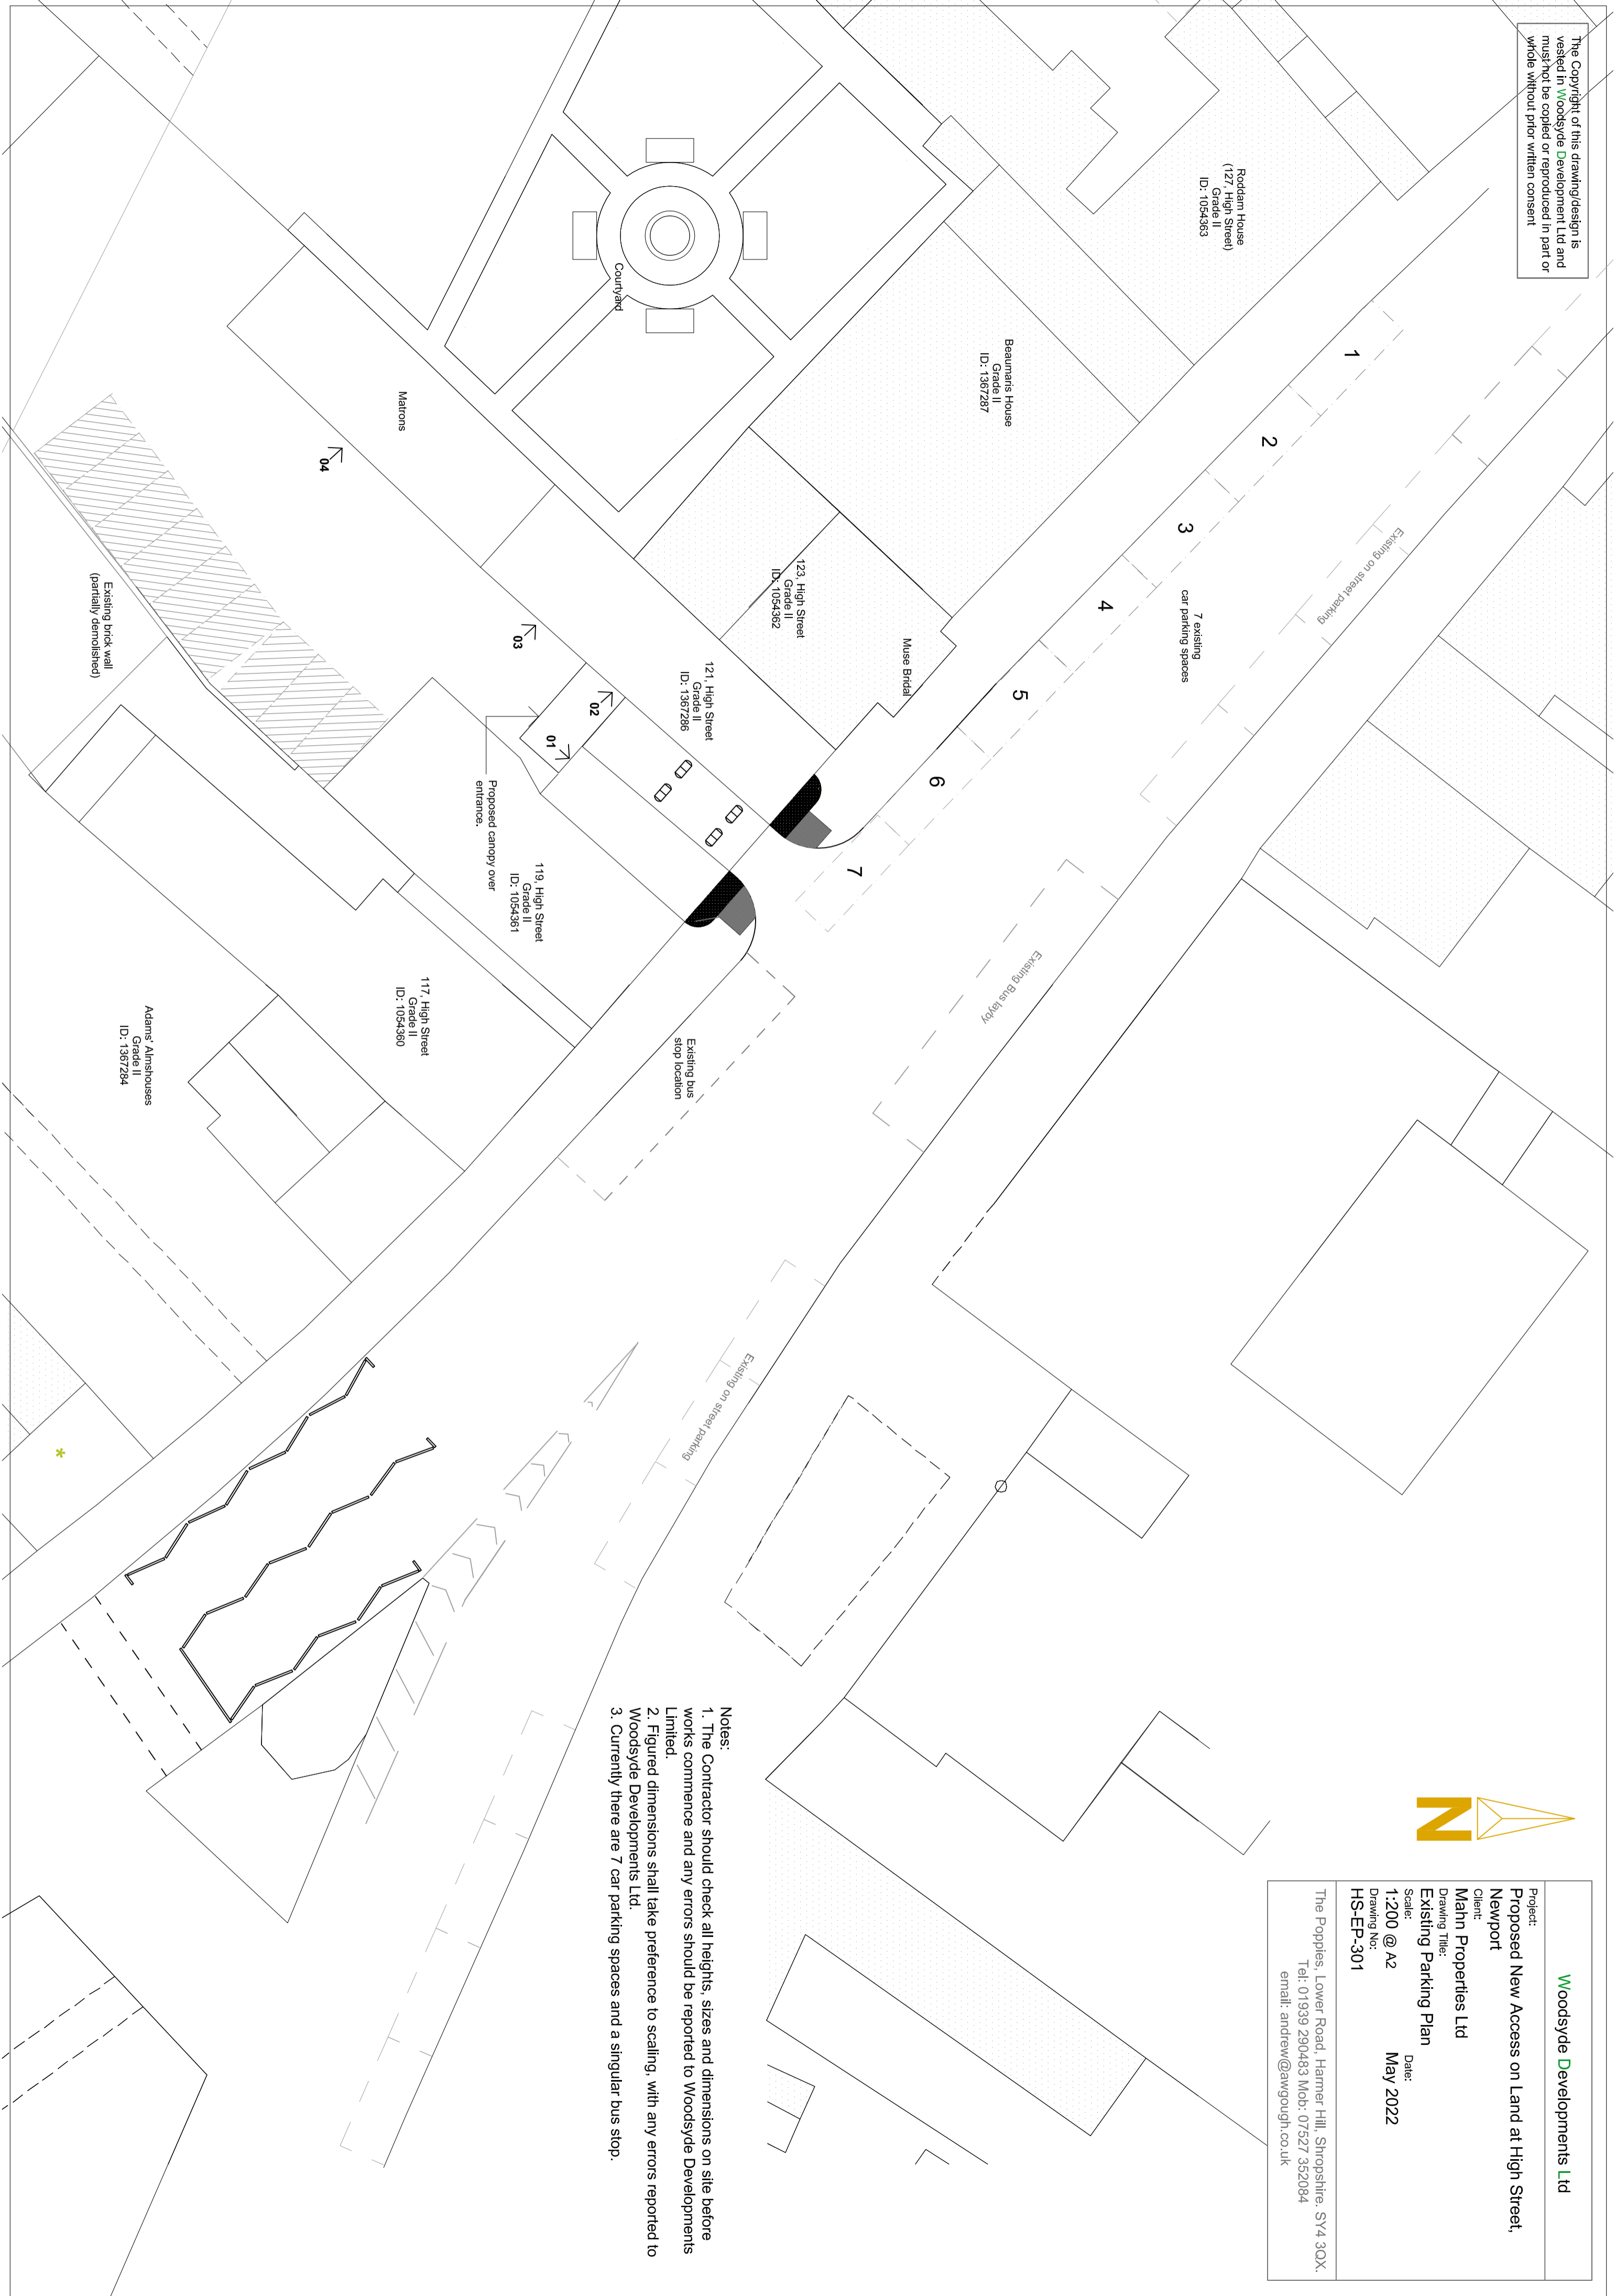 The Copyright of this drawing/design is
vested in Woodsyde Development Ltd and
must not be copied or reproduced in part or
whole without prior written consent
Roddam House
(127, High Street)
Grade II
ID: 1054363
Beaumaris House
Grade II
ID: 1367287
Courtyard
Matrons
1
2
3
4
5
6
7
7 existing
car parking spaces
Existing on street parking
123, High Street
Grade II
ID: 1054362
Muse Bridal
121, High Street
Grade II
ID: 1367286
04
03
02
01
Existing brick wall
(partially demolished)
Proposed canopy over
entrance.
119, High Street
Grade II
ID: 1054361
117, High Street
Grade II
ID: 1054360
Adams' Almshouses
Grade II
ID: 1367284
Existing Bus layby
Existing bus
stop location
Existing on street parking
*
Notes:
1. The Contractor should check all heights, sizes and dimensions on site before
works commence and any errors should be reported to Woodsyde Developments
Limited.
2. Figured dimensions shall take preference to scaling, with any errors reported to
Woodsyde Developments Ltd.
3. Currently there are 7 car parking spaces and a singular bus stop.
N
Woodsyde Developments Ltd
Project:
Proposed New Access on Land at High Street,
Newport
Client:
Mahn Properties Ltd
Drawing Title:
Existing Parking Plan
Scale: Date:
1:200 @ A2 May 2022
Drawing No:
HS-EP-301
The Poppies, Lower Road, Harmer Hill, Shropshire. SY4 3QX.
Tel: 01939 290483 Mob: 07527 352084
email: andrew@awgough.co.uk